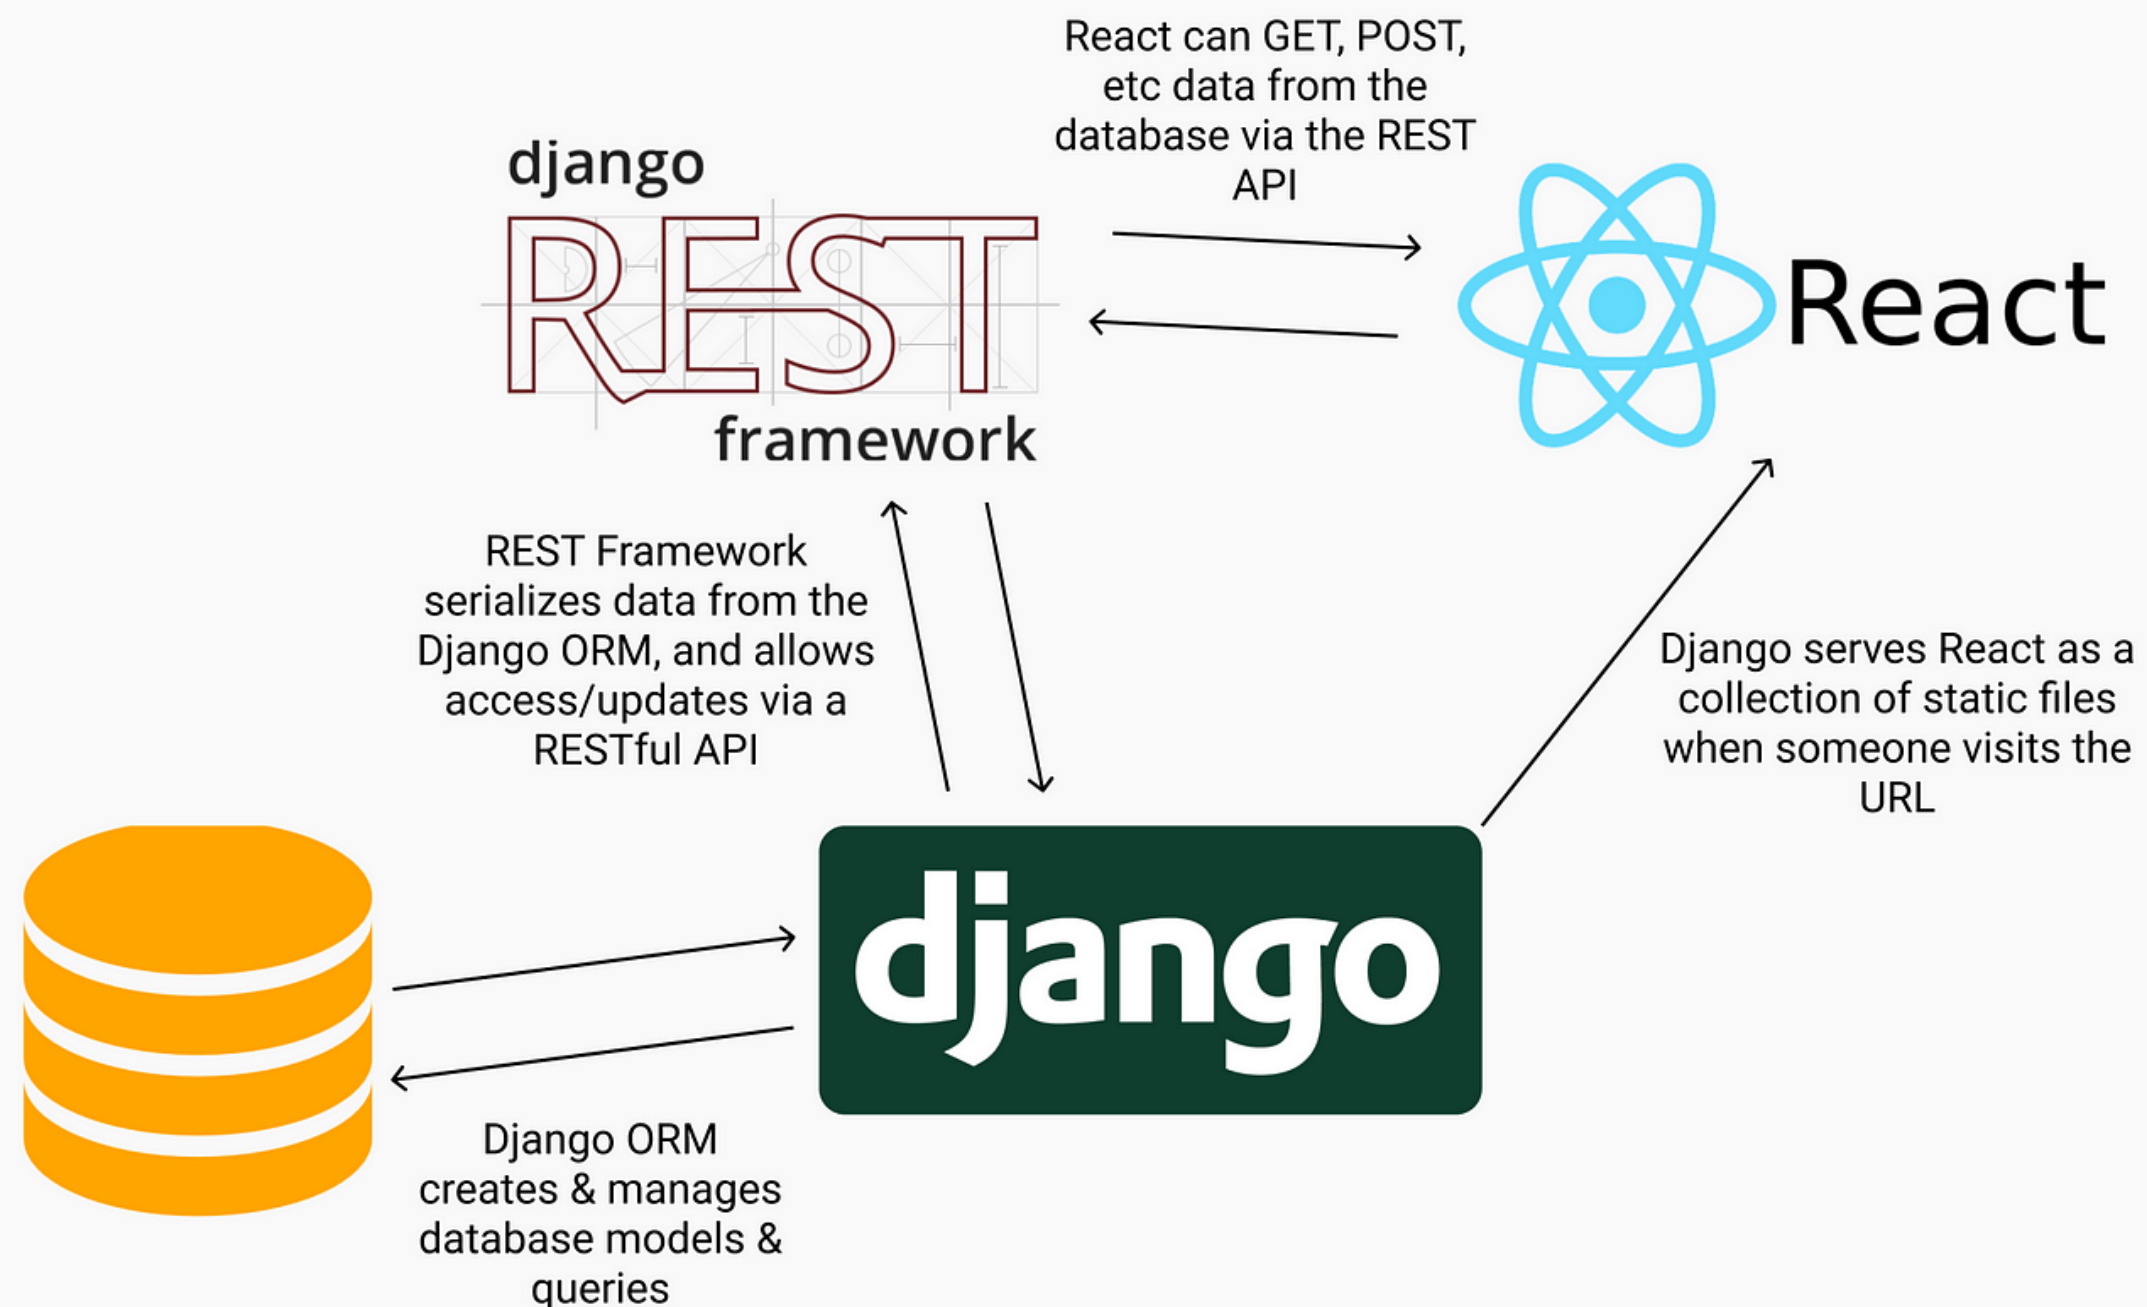 React can GET, POST,
etc data from the
database via the REST
API
django
REST
framework
React
REST Framework
serializes data from the
Django ORM, and allows
access/updates via a
RESTful API
Django serves React as a
collection of static files
when someone visits the
URL
django
Django ORM
creates & manages
database models &
queries